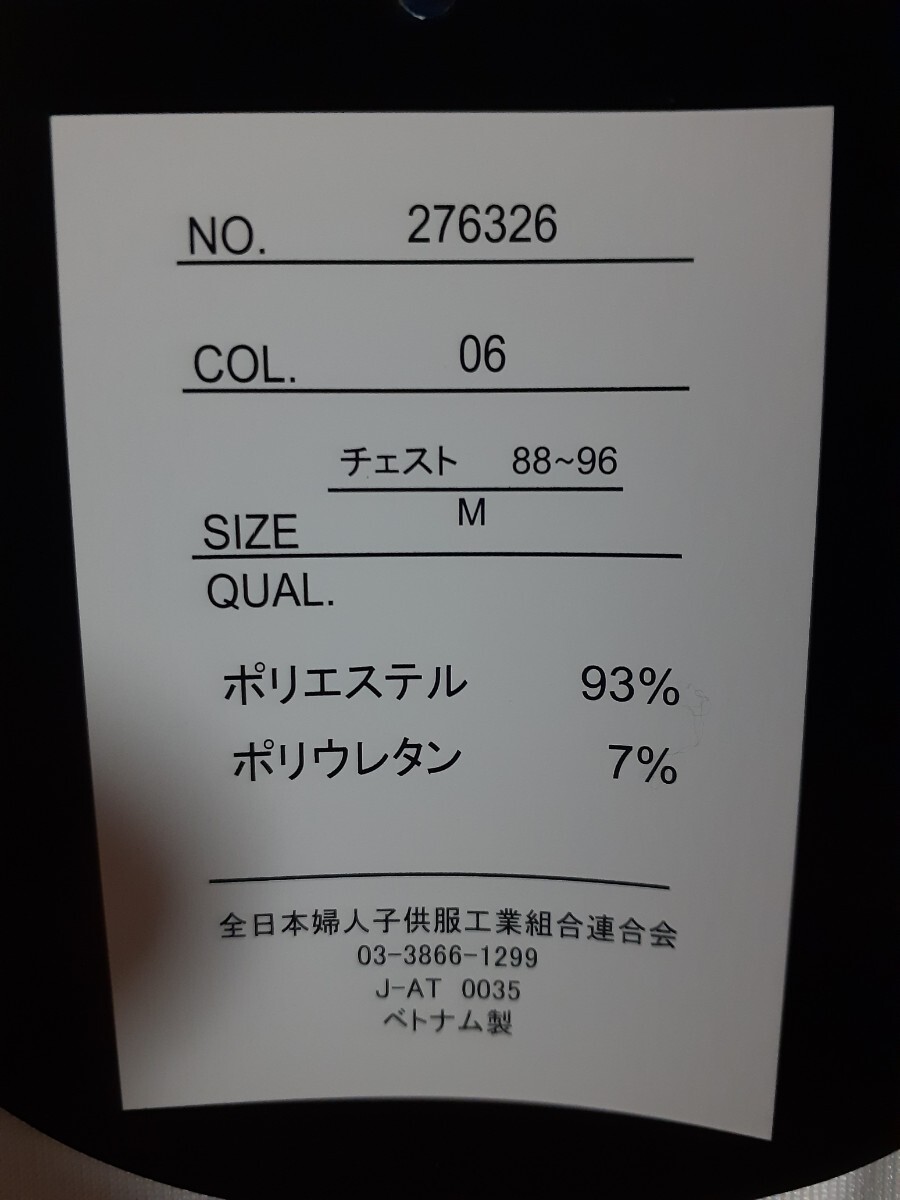 NO. 276326
COL. 06
チェスト 88~96
M
SIZE
QUAL.
ポリエステル 93%
ポリウレタン 7%
全日本婦人子供服工業組合連合会
03-3866-1299
J-AT 0035
ベトナム製